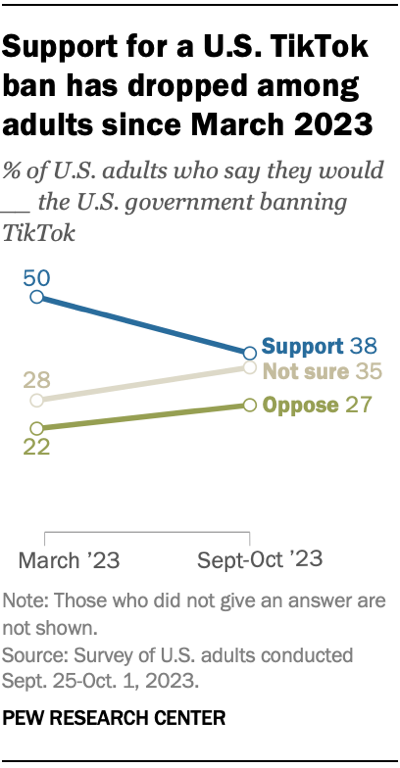 Support for a U.S. TikTok
ban has dropped among
adults since March 2023
% of U.S. adults who say they would
__ the U.S. government banning
TikTok
50
Support 38
28
Not sure 35
Oppose 27
22
March ’23
Sept-Oct ’23
Note: Those who did not give an answer are
not shown.
Source: Survey of U.S. adults conducted
Sept. 25-Oct. 1, 2023.
PEW RESEARCH CENTER